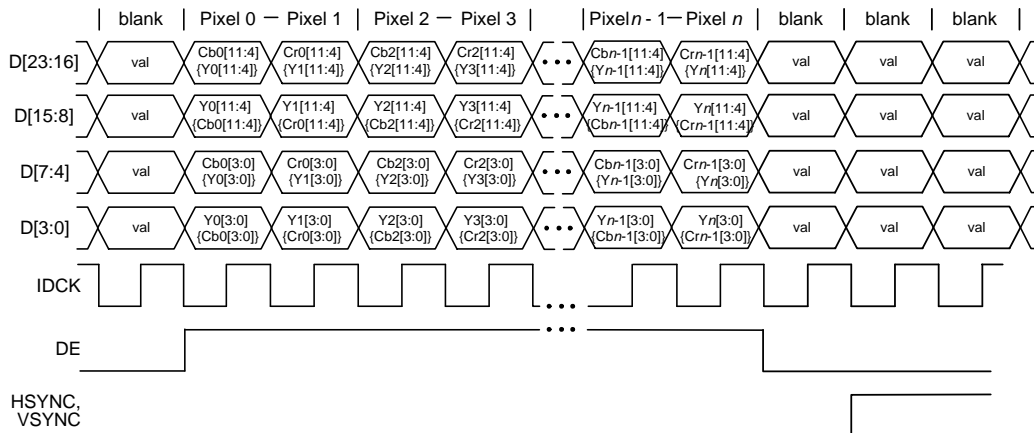 blank Pixel 0 — Pixel 1 Pixel 2 — Pixel 3 Pixel n - 1 — Pixel n blank blank blank
D[23:16] val Cb0[11:4] Cr0[11:4] Cb2[11:4] Cr2[11:4] ••• Cbn-1[11:4] Crn-1[11:4] val val val
{Y0[11:4]} {Y1[11:4]} {Y2[11:4]} {Y3[11:4]} {Yn-1[11:4]} {Yn[11:4]}
D[15:8] val Y0[11:4] Y1[11:4] Y2[11:4] Y3[11:4] ••• Yn-1[11:4] Yn[11:4] val val val
{Cb0[11:4]} {Cr0[11:4]} {Cb2[11:4]} {Cr2[11:4]} {Cbn-1[11:4]} {Crn-1[11:4]}
D[7:4] val Cb0[3:0] Cr0[3:0] Cb2[3:0] Cr2[3:0] ••• Cbn-1[3:0] Crn-1[3:0] val val val
{Y0[3:0]} {Y1[3:0]} {Y2[3:0]} {Y3[3:0]} {Yn-1[3:0]} {Yn[3:0]}
D[3:0] val Y0[3:0] Y1[3:0] Y2[3:0] Y3[3:0] ••• Yn-1[3:0] Yn[3:0] val val val
{Cb0[3:0]} {Cr0[3:0]} {Cb2[3:0]} {Cr2[3:0]} {Cbn-1[3:0]} {Crn-1[3:0]}
IDCK •••
DE •••
HSYNC,
VSYNC